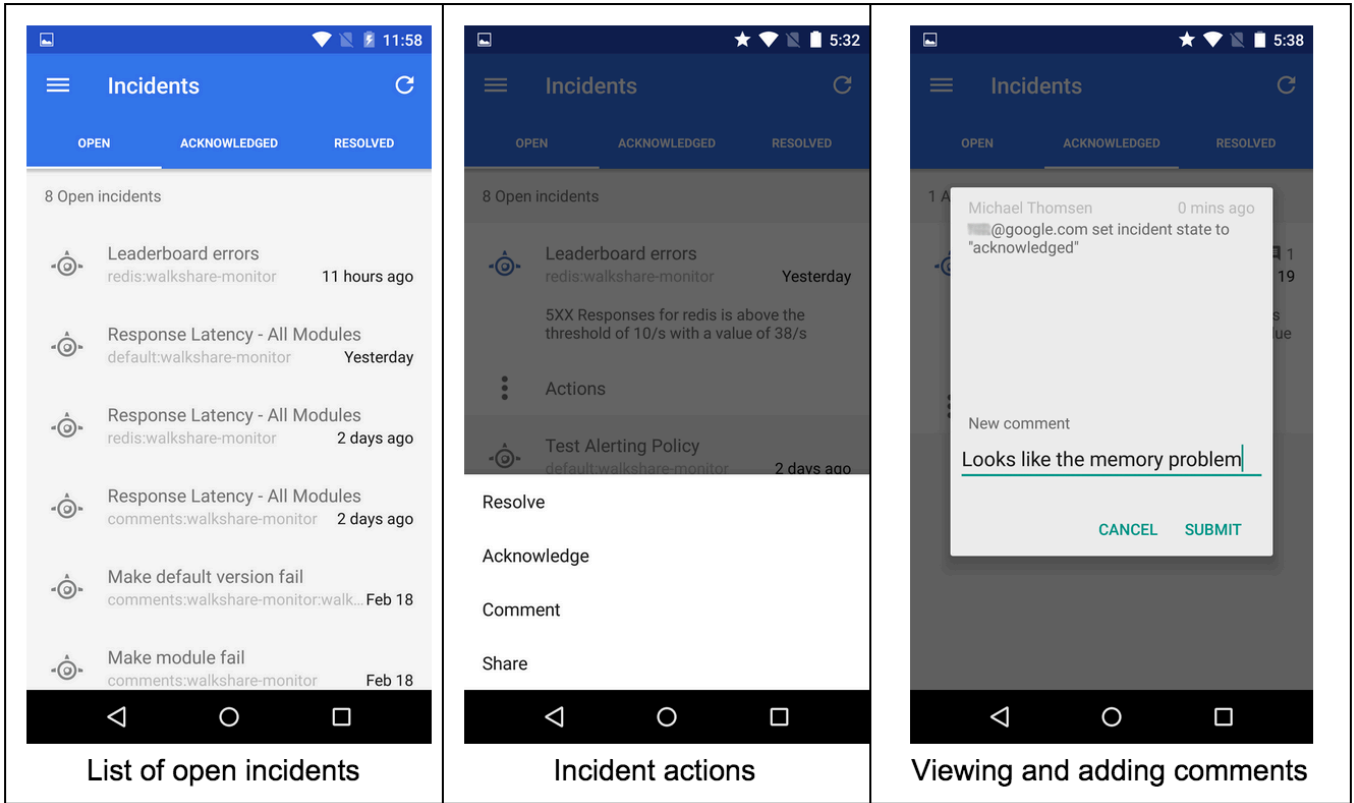 11:58
Incidents
OPEN ACKNOWLEDGED RESOLVED
8 Open incidents
Leaderboard errors
redis:walkshare-monitor 11 hours ago
Response Latency - All Modules
default:walkshare-monitor Yesterday
Response Latency - All Modules
redis:walkshare-monitor 2 days ago
Response Latency - All Modules
comments:walkshare-monitor 2 days ago
Make default version fail
comments:walkshare-monitor:walk... Feb 18
Make module fail
comments:walkshare-monitor Feb 18
List of open incidents
5:32
Incidents
OPEN ACKNOWLEDGED RESOLVED
8 Open incidents
Leaderboard errors
redis:walkshare-monitor Yesterday
5XX Responses for redis is above the
threshold of 10/s with a value of 38/s
Actions
Test Alerting Policy
default:walkshare-monitor 2 days ago
Resolve
Acknowledge
Comment
Share
Incident actions
5:38
Incidents
OPEN ACKNOWLEDGED RESOLVED
1 A
Michael Thomsen 0 mins ago
@google.com set incident state to
"acknowledged"
1
19
s
lue
New comment
Looks like the memory problem
CANCEL SUBMIT
Viewing and adding comments